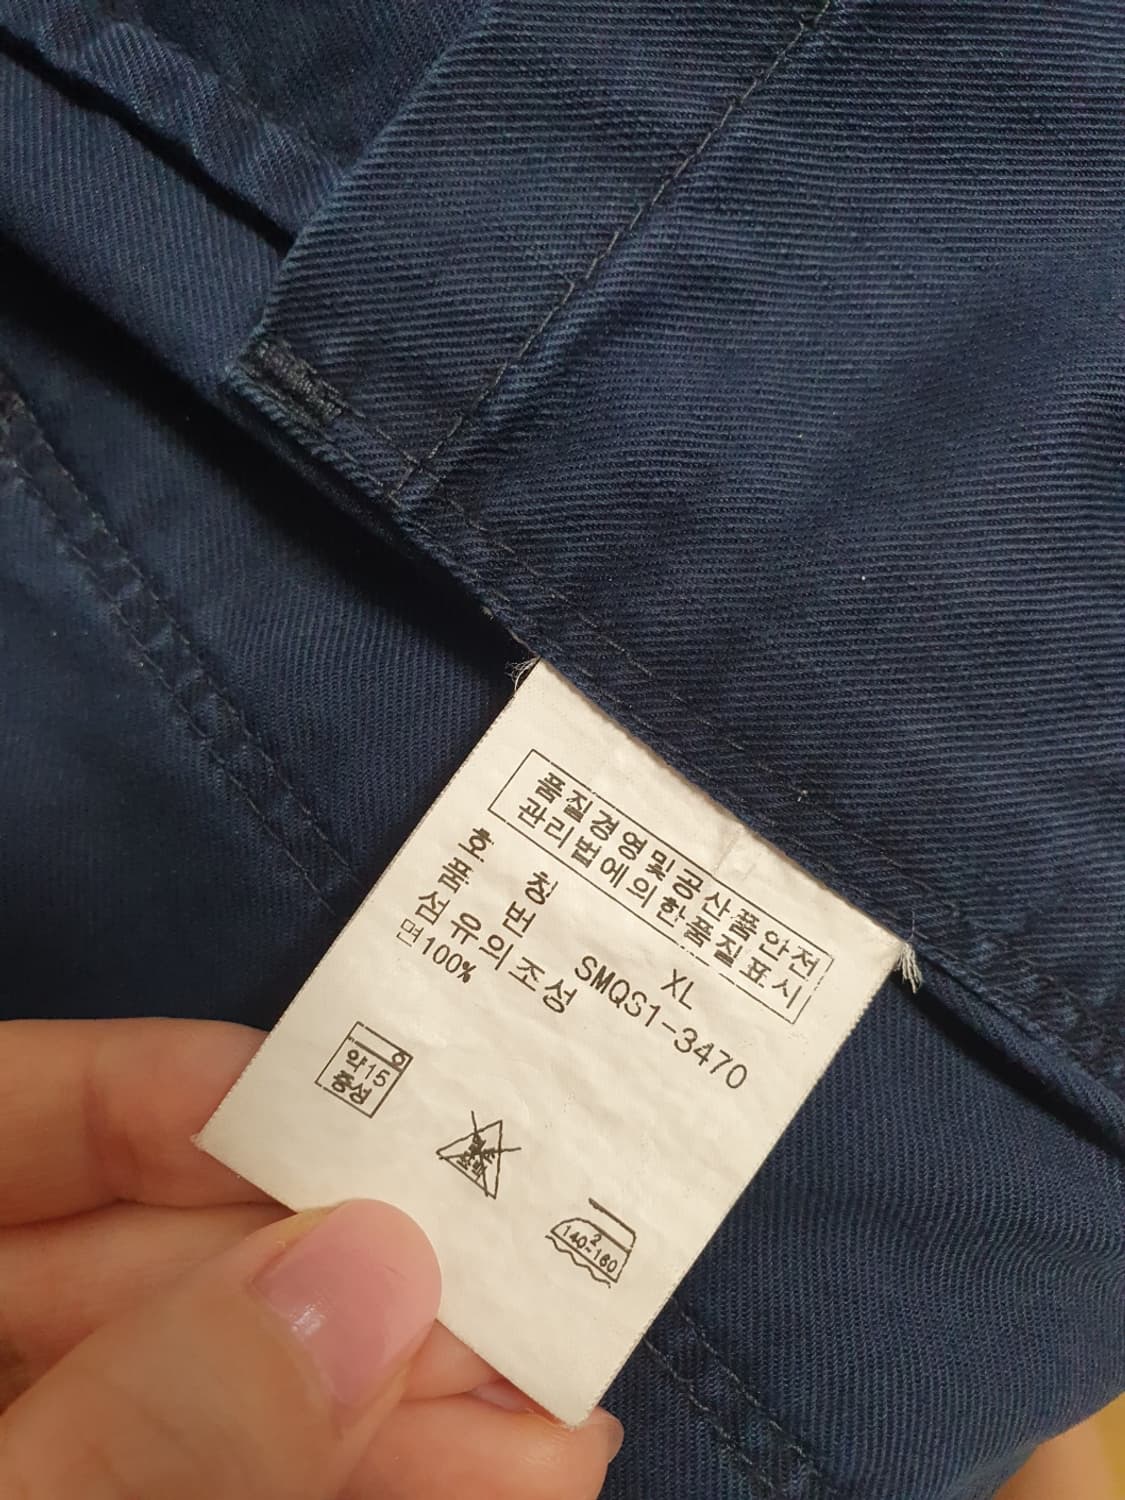 품질경영및공산품안전
관리법에의한품질표시
호 칭 XL
품 번 SMQS1-3470
섬유의조성
면100%
약15
중성
2
140~160